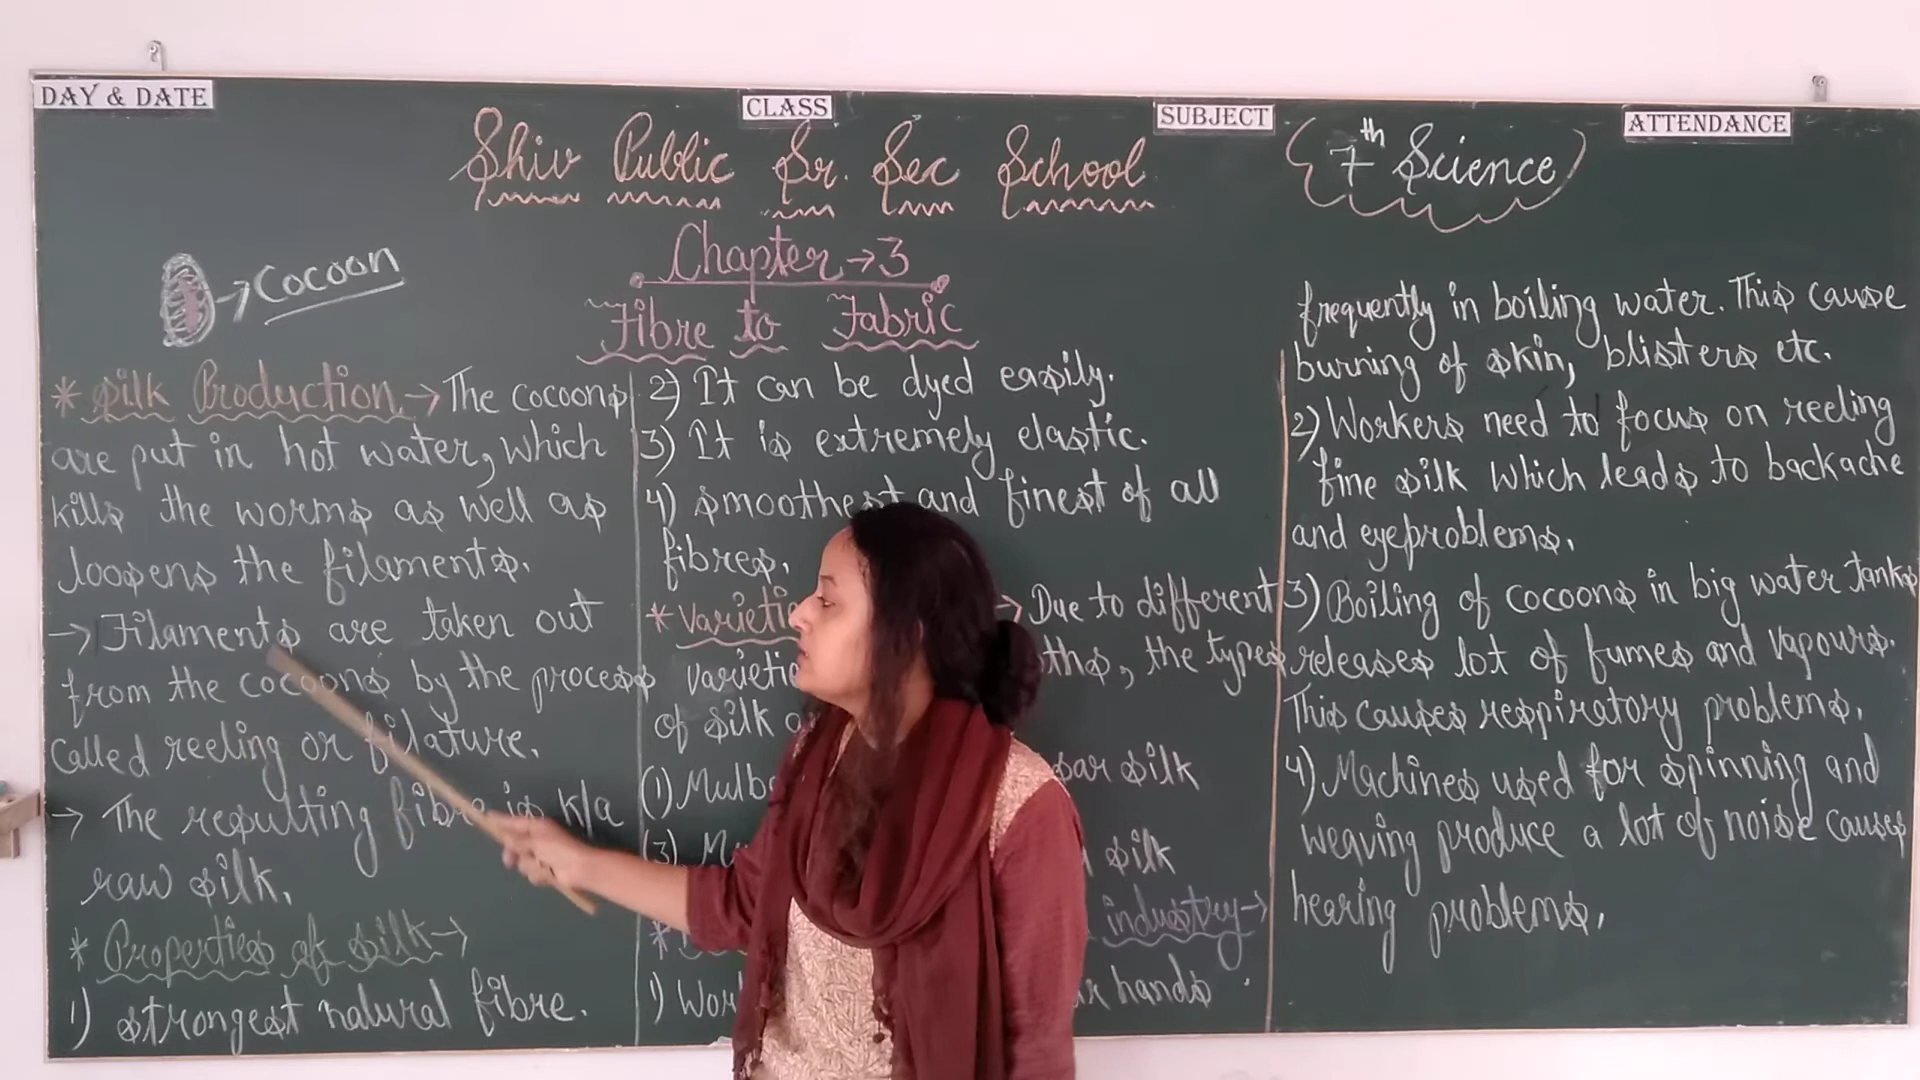 DAY & DATE
CLASS
SUBJECT
ATTENDANCE
Shiv Public Sr. Sec School
7th Science
Chapter → 3
Fibre to Fabric
→ Cocoon
* Silk Production → The cocoons
are put in hot water, which
kills the worms as well as
loosens the filaments.
→ Filaments are taken out
from the cocoons by the process
called reeling or filature.
→ The resulting fibre is k/a
raw silk.
* Properties of silk →
1) strongest natural fibre.
2) It can be dyed easily.
3) It is extremely elastic.
4) smoothest and finest of all
fibres.
* → Due to different
the types
of silk
(1) silk
(3) silk
* industry →
1) hands
frequently in boiling water. This cause
burning of skin, blisters etc.
2) Workers need to focus on reeling
fine silk which leads to backache
and eyeproblems.
3) Boiling of cocoons in big water tanks
releases lot of fumes and vapours.
This causes respiratory problems.
4) Machines used for spinning and
weaving produce a lot of noise causes
hearing problems.